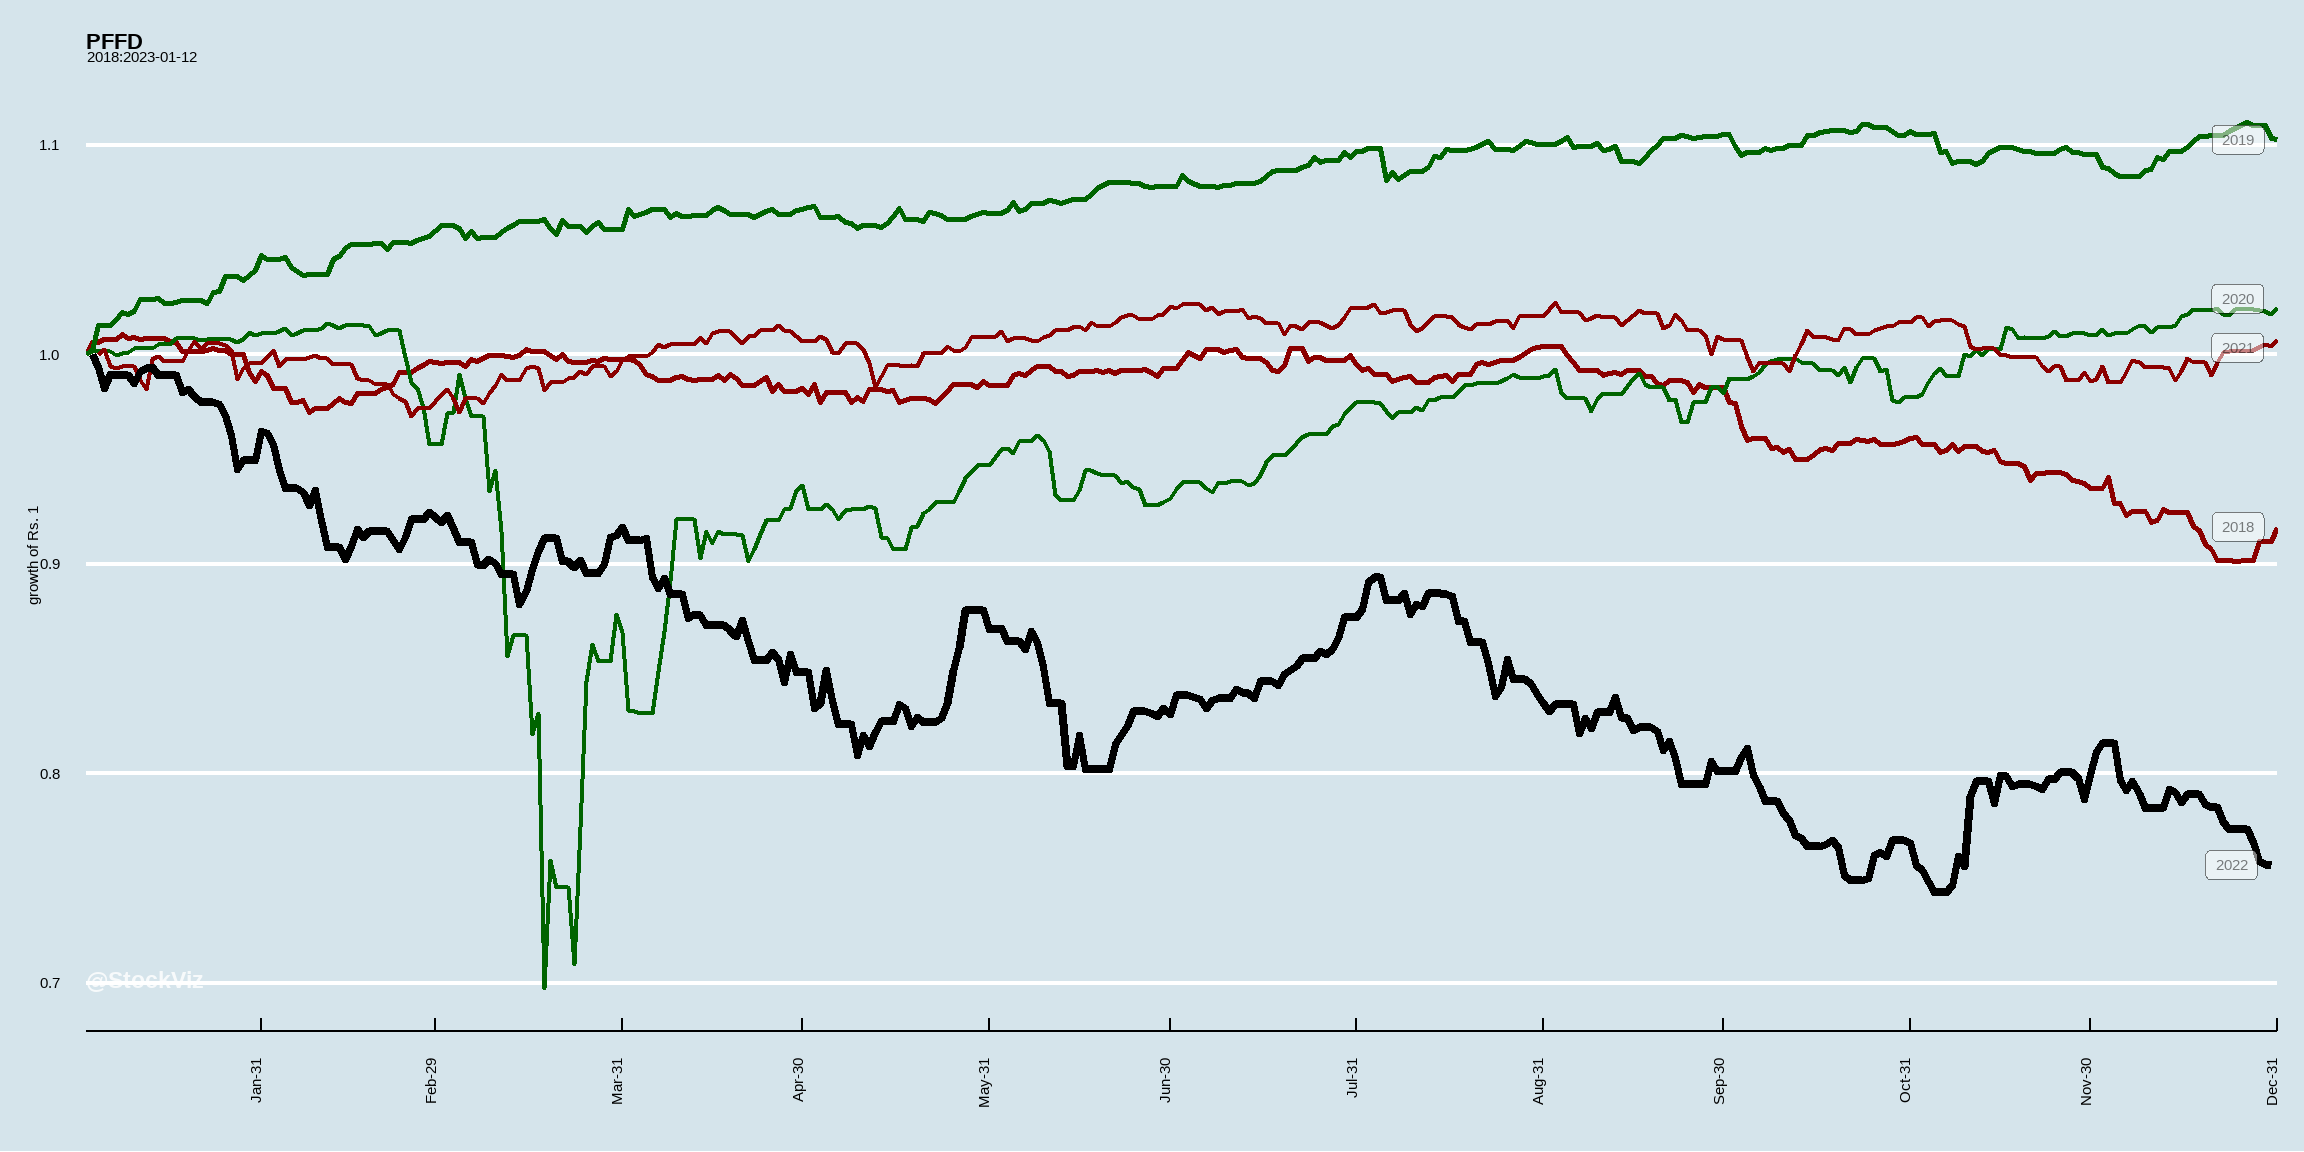 PFFD
2018:2023-01-12
1.1
2019
2020
2021
1.0
growth of Rs. 1
2018
0.9
0.8
2022
@StockViz
0.7
Jan-31
Feb-29
Mar-31
Apr-30
May-31
Jun-30
Jul-31
Aug-31
Sep-30
Oct-31
Nov-30
Dec-31